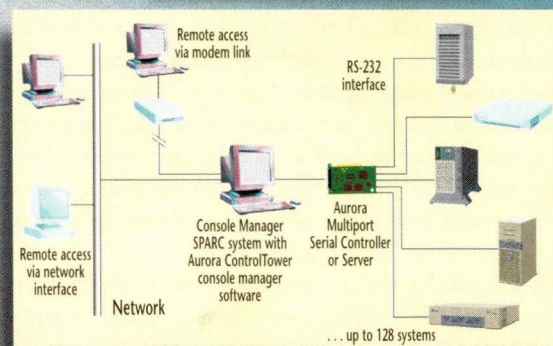 Remote access
via modem link
RS-232
interface
Console Manager
SPARC system with
Aurora ControlTower
console manager
software
Aurora
Multiport
Serial Controller
or Server
Remote access
via network
interface
Network
. . . up to 128 systems